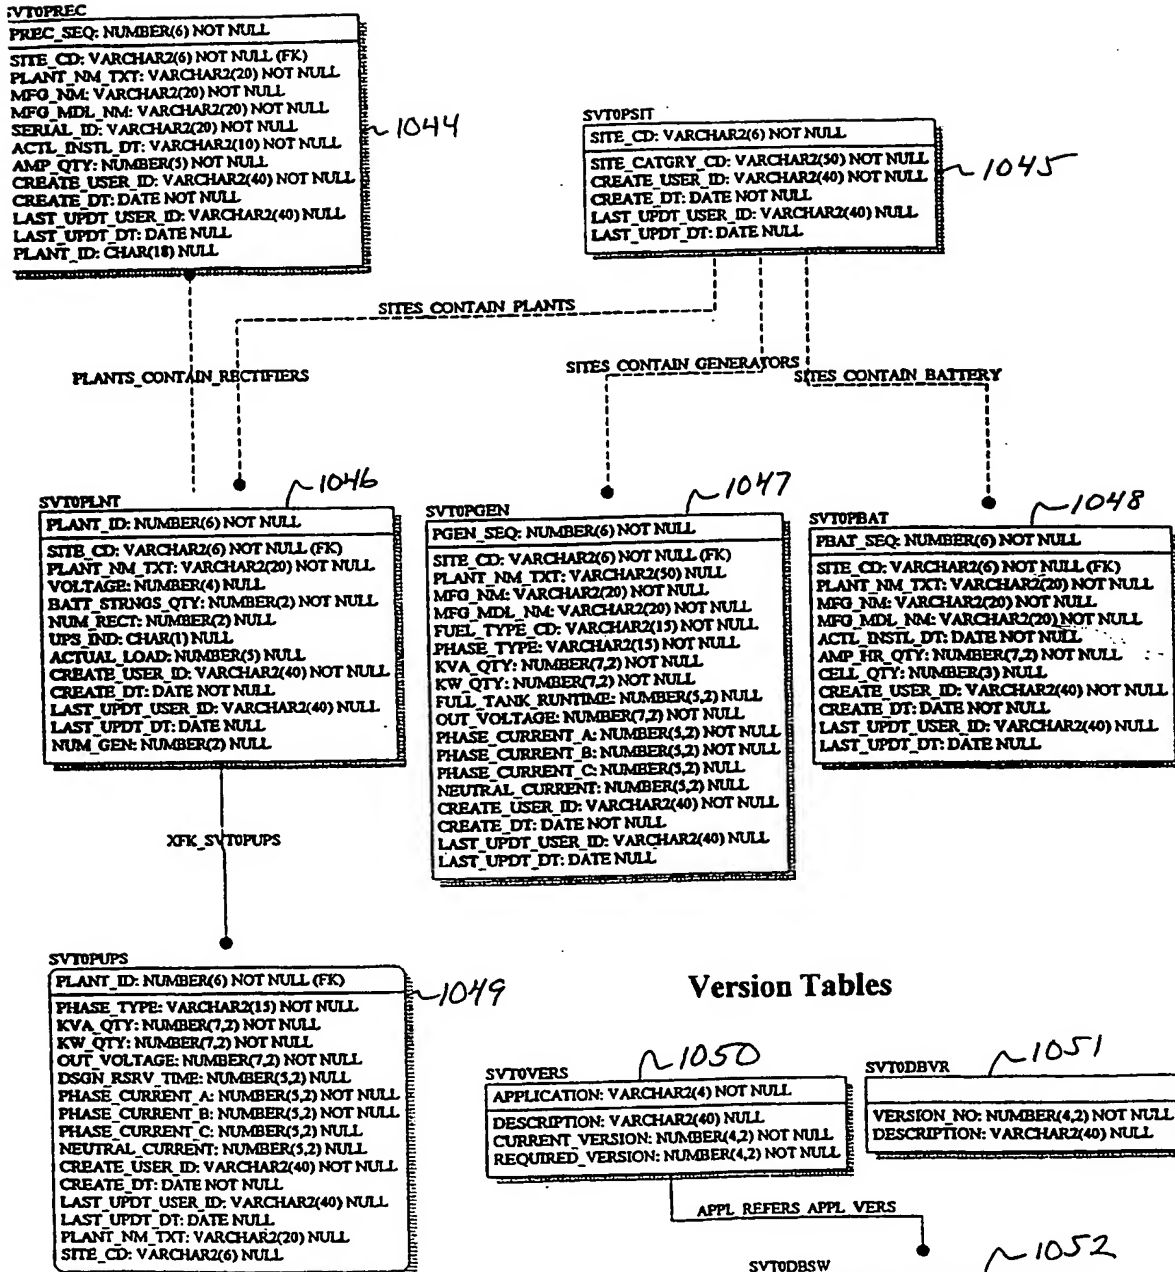 SVT0PREC
PREC_SEQ: NUMBER(6) NOT NULL
SITE_CD: VARCHAR2(6) NOT NULL (FK)
PLANT_NM_TXT: VARCHAR2(20) NOT NULL
MFG_NM: VARCHAR2(20) NOT NULL
MFG_MDL_NM: VARCHAR2(20) NOT NULL
SERIAL_ID: VARCHAR2(20) NOT NULL
ACTL_INSTL_DT: VARCHAR2(10) NOT NULL
AMP_QTY: NUMBER(5) NOT NULL
CREATE_USER_ID: VARCHAR2(40) NOT NULL
CREATE_DT: DATE NOT NULL
LAST_UPDT_USER_ID: VARCHAR2(40) NULL
LAST_UPDT_DT: DATE NULL
PLANT_ID: CHAR(18) NULL
1044
SVT0PSIT
SITE_CD: VARCHAR2(6) NOT NULL
SITE_CATGRY_CD: VARCHAR2(50) NOT NULL
CREATE_USER_ID: VARCHAR2(40) NOT NULL
CREATE_DT: DATE NOT NULL
LAST_UPDT_USER_ID: VARCHAR2(40) NULL
LAST_UPDT_DT: DATE NULL
1045
SITES CONTAIN PLANTS
PLANTS_CONTAIN_RECTIFIERS
SITES CONTAIN GENERATORS
SITES CONTAIN BATTERY
SVT0PLNT
1046
PLANT_ID: NUMBER(6) NOT NULL
SITE_CD: VARCHAR2(6) NOT NULL (FK)
PLANT_NM_TXT: VARCHAR2(20) NOT NULL
VOLTAGE: NUMBER(4) NULL
BATT_STRNGS_QTY: NUMBER(2) NOT NULL
NUM_RECT: NUMBER(2) NULL
UPS_IND: CHAR(1) NULL
ACTUAL_LOAD: NUMBER(5) NULL
CREATE_USER_ID: VARCHAR2(40) NOT NULL
CREATE_DT: DATE NOT NULL
LAST_UPDT_USER_ID: VARCHAR2(40) NULL
LAST_UPDT_DT: DATE NULL
NUM_GEN: NUMBER(2) NULL
SVT0PGEN
1047
PGEN_SEQ: NUMBER(6) NOT NULL
SITE_CD: VARCHAR2(6) NOT NULL (FK)
PLANT_NM_TXT: VARCHAR2(50) NULL
MFG_NM: VARCHAR2(20) NOT NULL
MFG_MDL_NM: VARCHAR2(20) NOT NULL
FUEL_TYPE_CD: VARCHAR2(15) NOT NULL
PHASE_TYPE: VARCHAR2(15) NOT NULL
KVA_QTY: NUMBER(7,2) NOT NULL
KW_QTY: NUMBER(7,2) NOT NULL
FULL_TANK_RUNTIME: NUMBER(5,2) NULL
OUT_VOLTAGE: NUMBER(7,2) NOT NULL
PHASE_CURRENT_A: NUMBER(5,2) NOT NULL
PHASE_CURRENT_B: NUMBER(5,2) NOT NULL
PHASE_CURRENT_C: NUMBER(5,2) NOT NULL
NEUTRAL_CURRENT: NUMBER(5,2) NULL
CREATE_USER_ID: VARCHAR2(40) NOT NULL
CREATE_DT: DATE NOT NULL
LAST_UPDT_USER_ID: VARCHAR2(40) NULL
LAST_UPDT_DT: DATE NULL
SVT0PBAT
1048
PBAT_SEQ: NUMBER(6) NOT NULL
SITE_CD: VARCHAR2(6) NOT NULL (FK)
PLANT_NM_TXT: VARCHAR2(20) NOT NULL
MFG_NM: VARCHAR2(20) NOT NULL
MFG_MDL_NM: VARCHAR2(20) NOT NULL
ACTL_INSTL_DT: DATE NOT NULL
AMP_HR_QTY: NUMBER(7,2) NOT NULL
CELL_QTY: NUMBER(3) NULL
CREATE_USER_ID: VARCHAR2(40) NOT NULL
CREATE_DT: DATE NOT NULL
LAST_UPDT_USER_ID: VARCHAR2(40) NULL
LAST_UPDT_DT: DATE NULL
XFK_SVT0PUPS
SVT0PUPS
PLANT_ID: NUMBER(6) NOT NULL (FK)
PHASE_TYPE: VARCHAR2(15) NOT NULL
KVA_QTY: NUMBER(7,2) NOT NULL
KW_QTY: NUMBER(7,2) NOT NULL
OUT_VOLTAGE: NUMBER(7,2) NOT NULL
DSGN_RSRV_TIME: NUMBER(5,2) NULL
PHASE_CURRENT_A: NUMBER(5,2) NOT NULL
PHASE_CURRENT_B: NUMBER(5,2) NOT NULL
PHASE_CURRENT_C: NUMBER(5,2) NOT NULL
NEUTRAL_CURRENT: NUMBER(5,2) NULL
CREATE_USER_ID: VARCHAR2(40) NOT NULL
CREATE_DT: DATE NOT NULL
LAST_UPDT_USER_ID: VARCHAR2(40) NULL
LAST_UPDT_DT: DATE NULL
PLANT_NM_TXT: VARCHAR2(20) NULL
SITE_CD: VARCHAR2(6) NULL
1049
Version Tables
SVT0VERS
1050
APPLICATION: VARCHAR2(4) NOT NULL
DESCRIPTION: VARCHAR2(40) NULL
CURRENT_VERSION: NUMBER(4,2) NOT NULL
REQUIRED_VERSION: NUMBER(4,2) NOT NULL
SVT0DBVR
1051
VERSION_NO: NUMBER(4,2) NOT NULL
DESCRIPTION: VARCHAR2(40) NULL
APPL REFERS APPL VERS
SVT0DBSW
1052